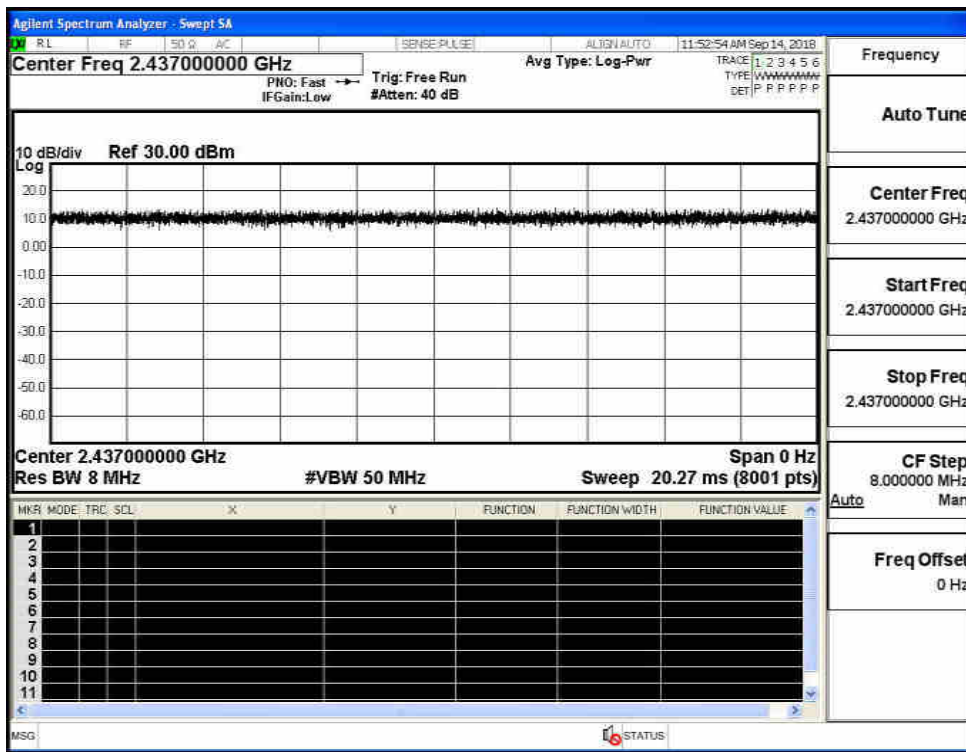 Agilent Spectrum Analyzer - Swept SA
RL RF 50 Ω AC SENSE:PULSE ALIGN AUTO 11:52:54 AM Sep 14, 2018
Center Freq 2.437000000 GHz
PNO: Fast
IFGain:Low
Trig: Free Run
#Atten: 40 dB
Avg Type: Log-Pwr
TRACE 1 2 3 4 5 6
TYPE WWWWWW
DET P P P P P P
10 dB/div Ref 30.00 dBm
Log
20.0
10.0
0.00
-10.0
-20.0
-30.0
-40.0
-50.0
-60.0
Center 2.437000000 GHz Span 0 Hz
Res BW 8 MHz #VBW 50 MHz Sweep 20.27 ms (8001 pts)
MKR MODE TRC SCL X Y FUNCTION FUNCTION WIDTH FUNCTION VALUE
1
2
3
4
5
6
7
8
9
10
11
MSG STATUS
Frequency
Auto Tune
Center Freq
2.437000000 GHz
Start Freq
2.437000000 GHz
Stop Freq
2.437000000 GHz
CF Step
8.000000 MHz
Auto Man
Freq Offset
0 Hz